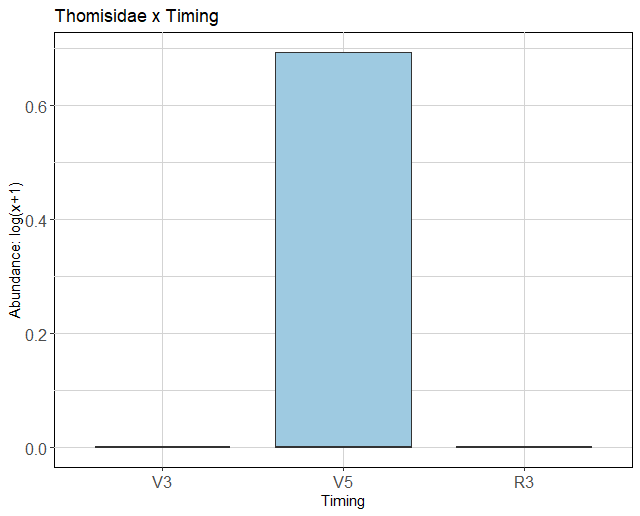 Thomisidae x Timing
Abundance: log(x+1)
0.6
0.4
0.2
0.0
V3 V5 R3
Timing